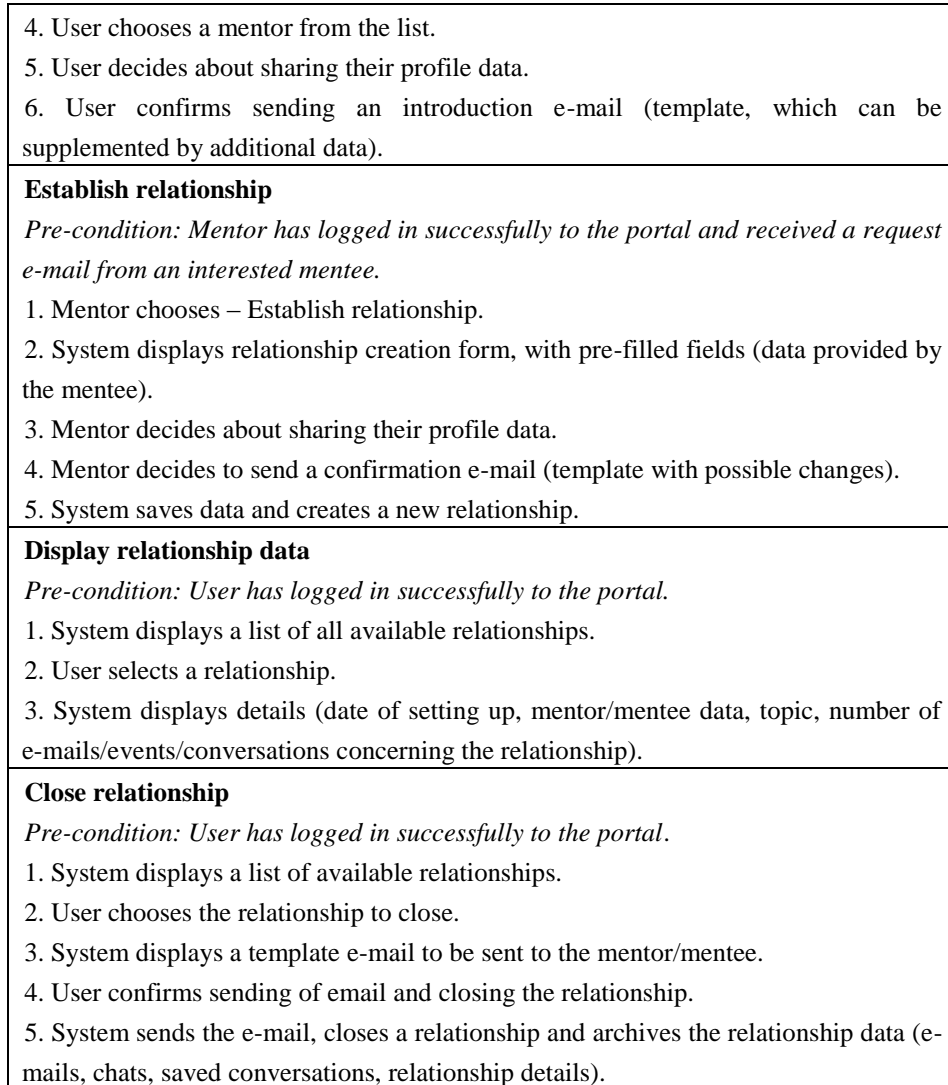 4. User chooses a mentor from the list.
5. User decides about sharing their profile data.
6. User confirms sending an introduction e-mail (template, which can be
supplemented by additional data).
Establish relationship
Pre-condition: Mentor has logged in successfully to the portal and received a request
e-mail from an interested mentee.
1. Mentor chooses – Establish relationship.
2. System displays relationship creation form, with pre-filled fields (data provided by
the mentee).
3. Mentor decides about sharing their profile data.
4. Mentor decides to send a confirmation e-mail (template with possible changes).
5. System saves data and creates a new relationship.
Display relationship data
Pre-condition: User has logged in successfully to the portal.
1. System displays a list of all available relationships.
2. User selects a relationship.
3. System displays details (date of setting up, mentor/mentee data, topic, number of
e-mails/events/conversations concerning the relationship).
Close relationship
Pre-condition: User has logged in successfully to the portal.
1. System displays a list of available relationships.
2. User chooses the relationship to close.
3. System displays a template e-mail to be sent to the mentor/mentee.
4. User confirms sending of email and closing the relationship.
5. System sends the e-mail, closes a relationship and archives the relationship data (e-
mails, chats, saved conversations, relationship details).